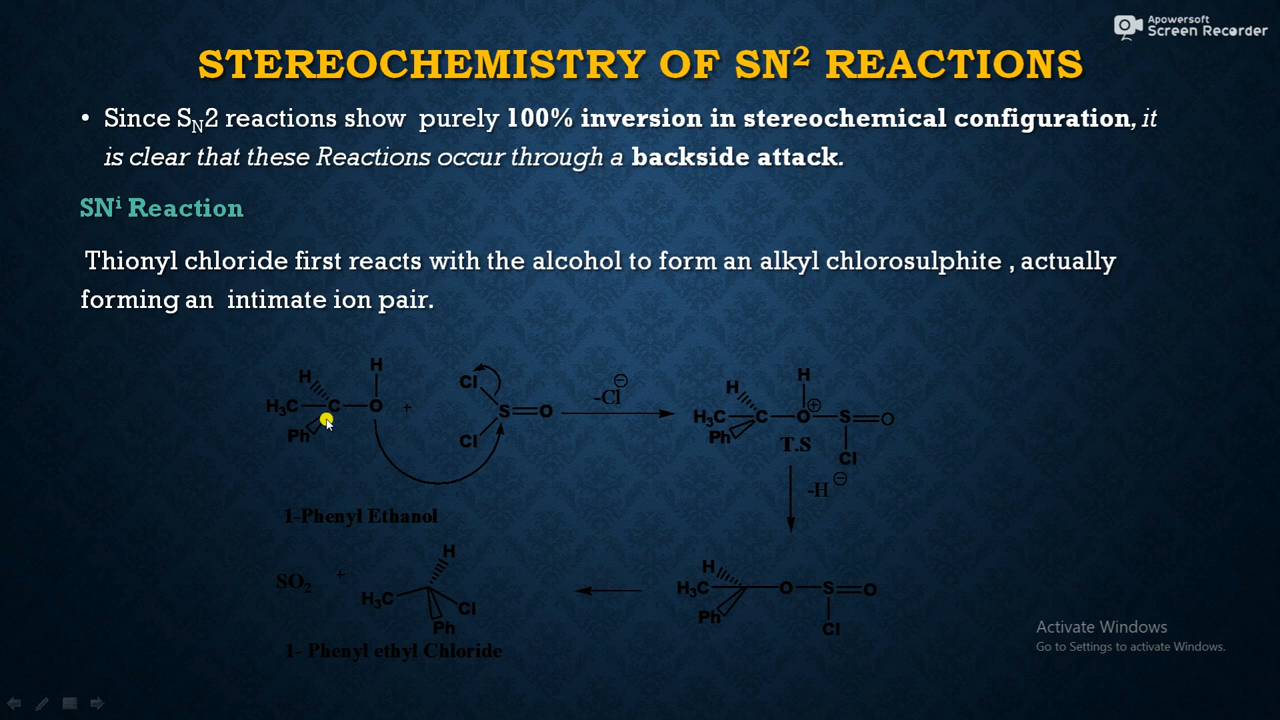 Apowersoft
Screen Recorder
STEREOCHEMISTRY OF SN² REACTIONS
• Since SN2 reactions show purely 100% inversion in stereochemical configuration, it
is clear that these Reactions occur through a backside attack.
SNⁱ Reaction
Thionyl chloride first reacts with the alcohol to form an alkyl chlorosulphite , actually
forming an intimate ion pair.
H H Cl H H
H₃C C O + S=O -Cl⊖ H₃C C O⊕ S=O
Ph Cl Ph T.S Cl
-H⊖
1-Phenyl Ethanol
H H
SO₂ + H₃C Cl H₃C O S=O
Ph Ph Cl
1- Phenyl ethyl Chloride
Activate Windows
Go to Settings to activate Windows.